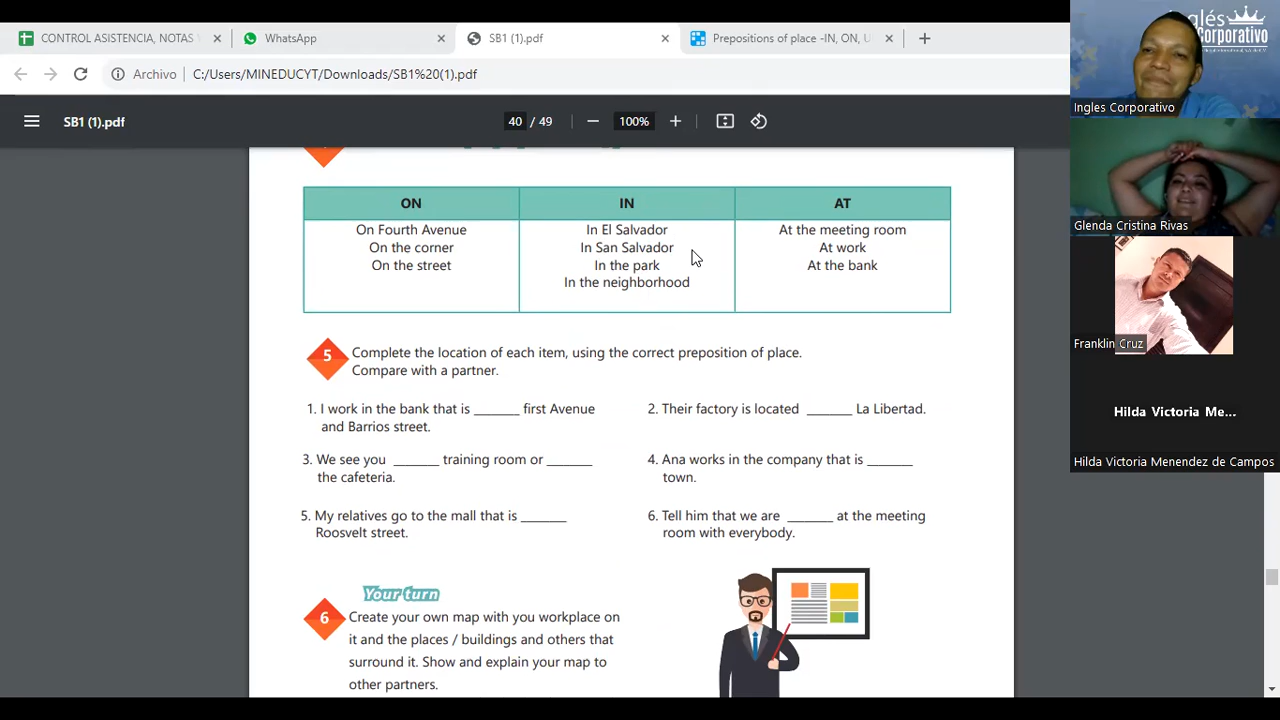 CONTROL ASISTENCIA, NOTAS Y
WhatsApp
SB1 (1).pdf
Prepositions of place -IN, ON, U
Archivo
C:/Users/MINEDUCYT/Downloads/SB1%20(1).pdf
SB1 (1).pdf
40 / 49
100%
ON
IN
AT
On Fourth Avenue
On the corner
On the street
In El Salvador
In San Salvador
In the park
In the neighborhood
At the meeting room
At work
At the bank
5
Complete the location of each item, using the correct preposition of place.
Compare with a partner.
1. I work in the bank that is _______ first Avenue
and Barrios street.
2. Their factory is located _______ La Libertad.
3. We see you _______ training room or _______
the cafeteria.
4. Ana works in the company that is _______
town.
5. My relatives go to the mall that is _______
Roosvelt street.
6. Tell him that we are _______ at the meeting
room with everybody.
Your turn
6
Create your own map with you workplace on
it and the places / buildings and others that
surround it. Show and explain your map to
other partners.
Inglés
Corporativo
Ingles Corporativo
Glenda Cristina Rivas
Franklin Cruz
Hilda Victoria Me...
Hilda Victoria Menendez de Campos